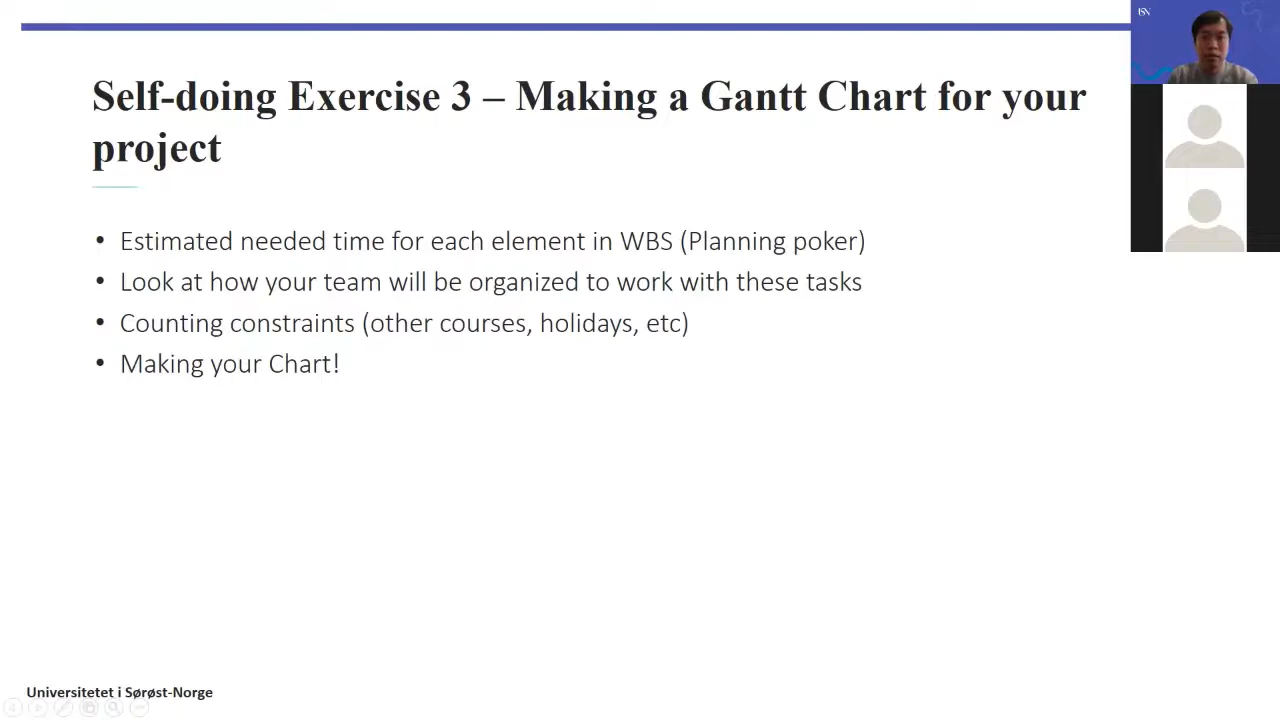 Self-doing Exercise 3 – Making a Gantt Chart for your
project
• Estimated needed time for each element in WBS (Planning poker)
• Look at how your team will be organized to work with these tasks
• Counting constraints (other courses, holidays, etc)
• Making your Chart!
Universitetet i Sørøst-Norge
USN